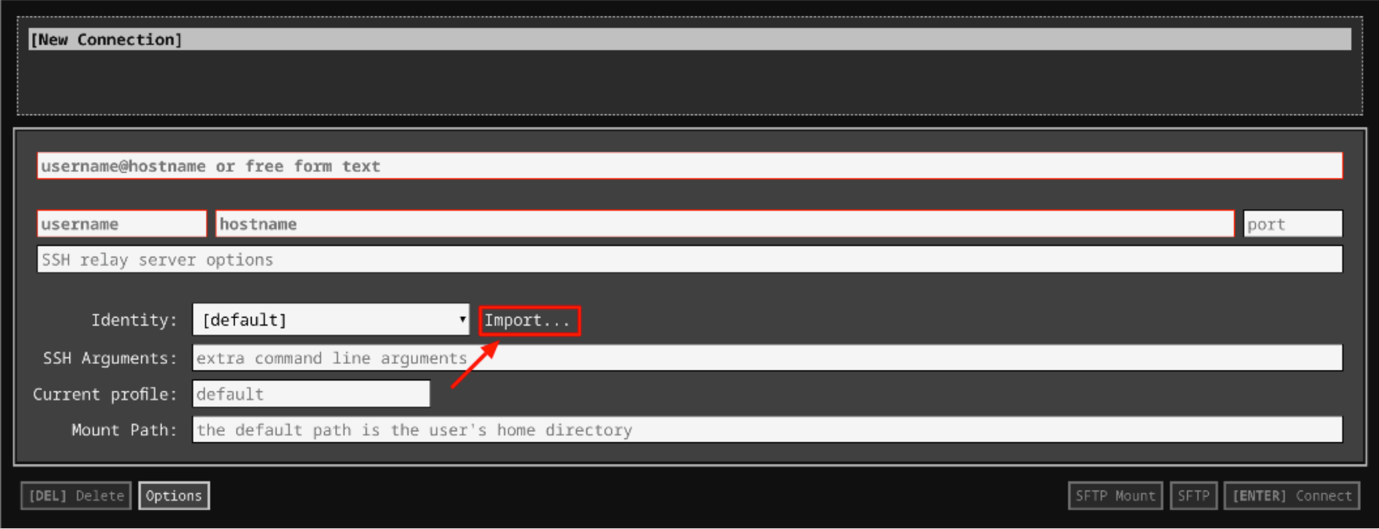 [New Connection]
username@hostname or free form text
username hostname port
SSH relay server options
Identity: [default] Import...
SSH Arguments: extra command line arguments
Current profile: default
Mount Path: the default path is the user's home directory
[DEL] Delete Options SFTP Mount SFTP [ENTER] Connect